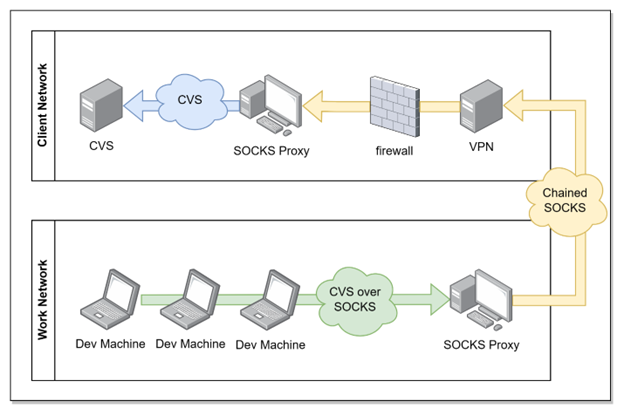 Client Network
CVS
CVS
SOCKS Proxy
firewall
VPN
Chained
SOCKS
Work Network
Dev Machine
Dev Machine
Dev Machine
CVS over
SOCKS
SOCKS Proxy